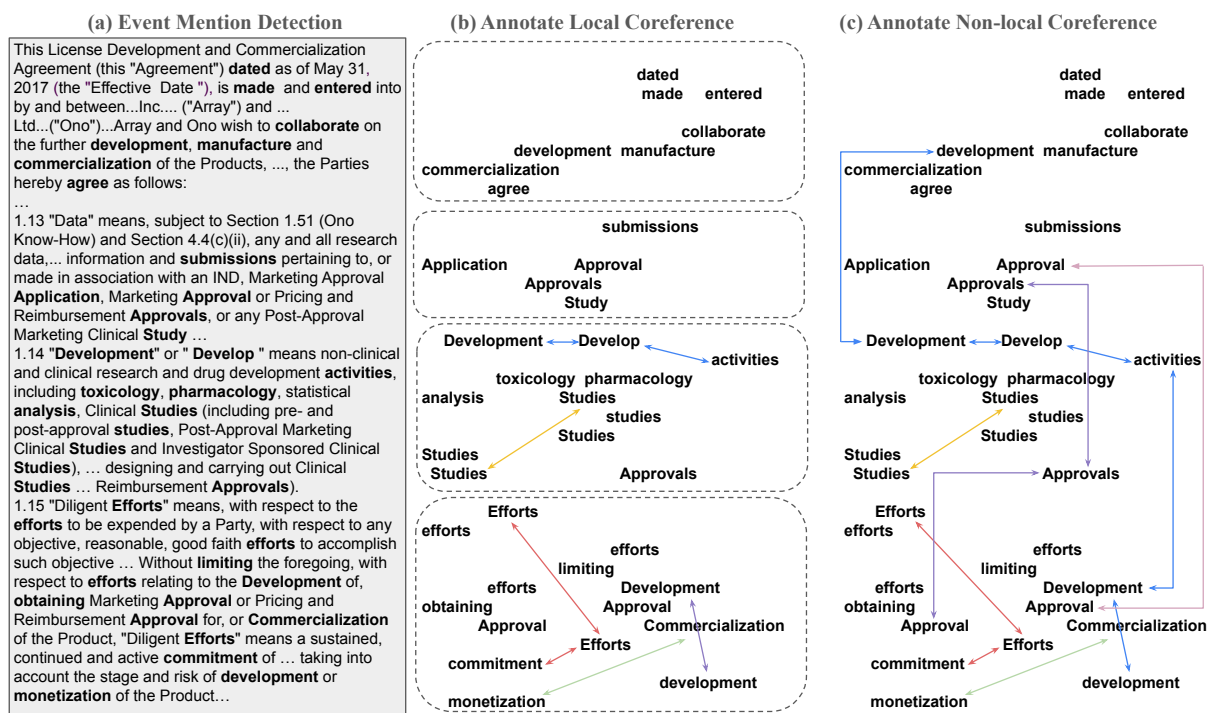 (a) Event Mention Detection
This License Development and Commercialization
Agreement (this "Agreement") dated as of May 31,
2017 (the "Effective Date "), is made and entered into
by and between...Inc.... ("Array") and ...
Ltd...("Ono")...Array and Ono wish to collaborate on
the further development, manufacture and
commercialization of the Products, ..., the Parties
hereby agree as follows:
…
1.13 "Data" means, subject to Section 1.51 (Ono
Know-How) and Section 4.4(c)(ii), any and all research
data,... information and submissions pertaining to, or
made in association with an IND, Marketing Approval
Application, Marketing Approval or Pricing and
Reimbursement Approvals, or any Post-Approval
Marketing Clinical Study …
1.14 "Development" or " Develop " means non-clinical
and clinical research and drug development activities,
including toxicology, pharmacology, statistical
analysis, Clinical Studies (including pre- and
post-approval studies, Post-Approval Marketing
Clinical Studies and Investigator Sponsored Clinical
Studies), … designing and carrying out Clinical
Studies … Reimbursement Approvals).
1.15 "Diligent Efforts" means, with respect to the
efforts to be expended by a Party, with respect to any
objective, reasonable, good faith efforts to accomplish
such objective … Without limiting the foregoing, with
respect to efforts relating to the Development of,
obtaining Marketing Approval or Pricing and
Reimbursement Approval for, or Commercialization
of the Product, "Diligent Efforts" means a sustained,
continued and active commitment of … taking into
account the stage and risk of development or
monetization of the Product…
(b) Annotate Local Coreference
dated
made entered
collaborate
development manufacture
commercialization
agree
submissions
Application Approval
Approvals
Study
Development Develop
activities
toxicology pharmacology
analysis Studies
studies
Studies
Studies
Studies Approvals
Efforts
efforts
efforts
limiting
efforts Development
obtaining Approval
Approval Commercialization
Efforts
commitment
development
monetization
(c) Annotate Non-local Coreference
dated
made entered
collaborate
development manufacture
commercialization
agree
submissions
Application Approval
Approvals
Study
Development Develop
activities
toxicology pharmacology
analysis Studies
studies
Studies
Studies
Studies Approvals
Efforts
efforts
efforts
limiting
efforts Development
obtaining Approval
Approval Commercialization
Efforts
commitment
development
monetization